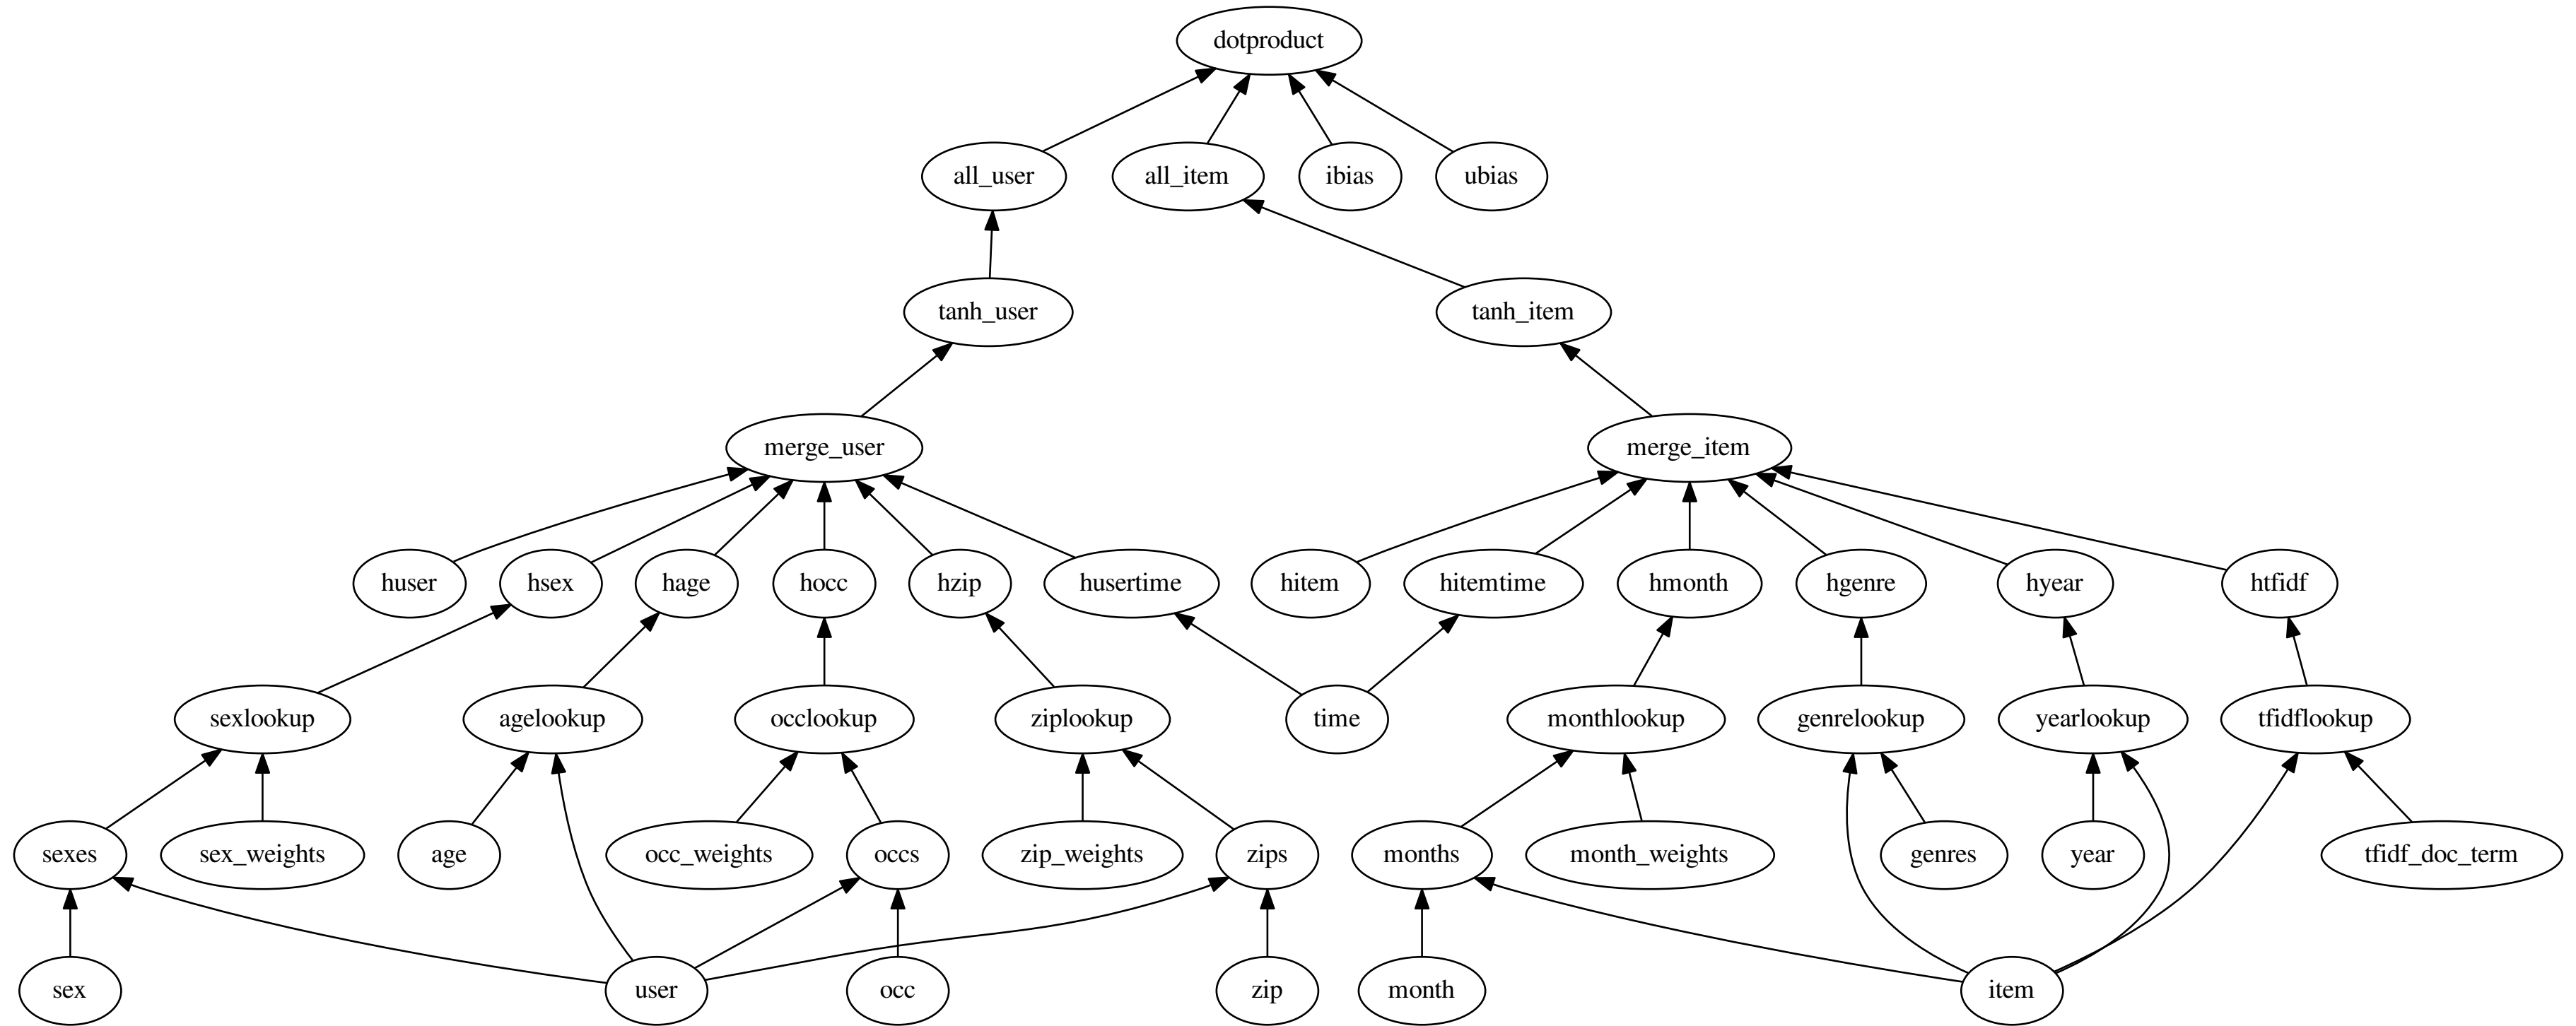 dotproduct
all_user
all_item
ibias
ubias
tanh_user
tanh_item
merge_user
merge_item
huser
hsex
hage
hocc
hzip
husertime
hitem
hitemtime
hmonth
hgenre
hyear
htfidf
sexlookup
agelookup
occlookup
ziplookup
time
monthlookup
genrelookup
yearlookup
tfidflookup
sexes
sex_weights
age
occ_weights
occs
zip_weights
zips
months
month_weights
genres
year
tfidf_doc_term
sex
user
occ
zip
month
item